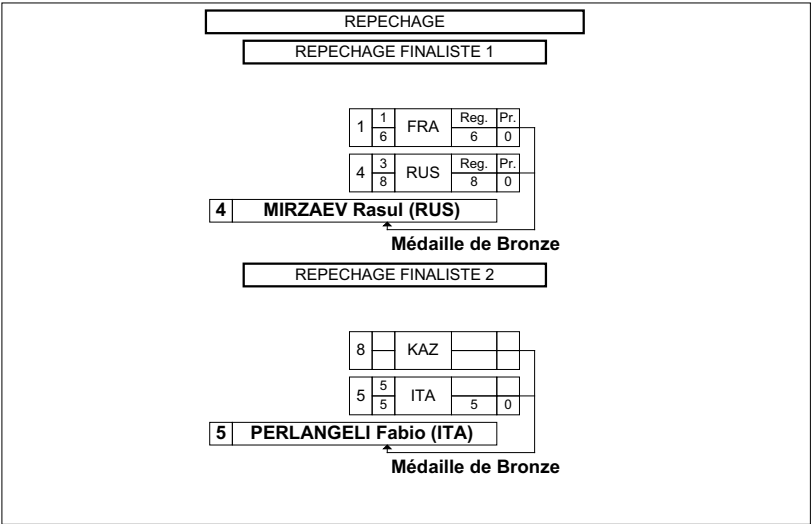 REPECHAGE
REPECHAGE FINALISTE 1
1 1 FRA Reg. Pr.
6 6 0
4 3 RUS Reg. Pr.
8 8 0
4 MIRZAEV Rasul (RUS)
Médaille de Bronze
REPECHAGE FINALISTE 2
8 KAZ
5 5 ITA
5 5 0
5 PERLANGELI Fabio (ITA)
Médaille de Bronze